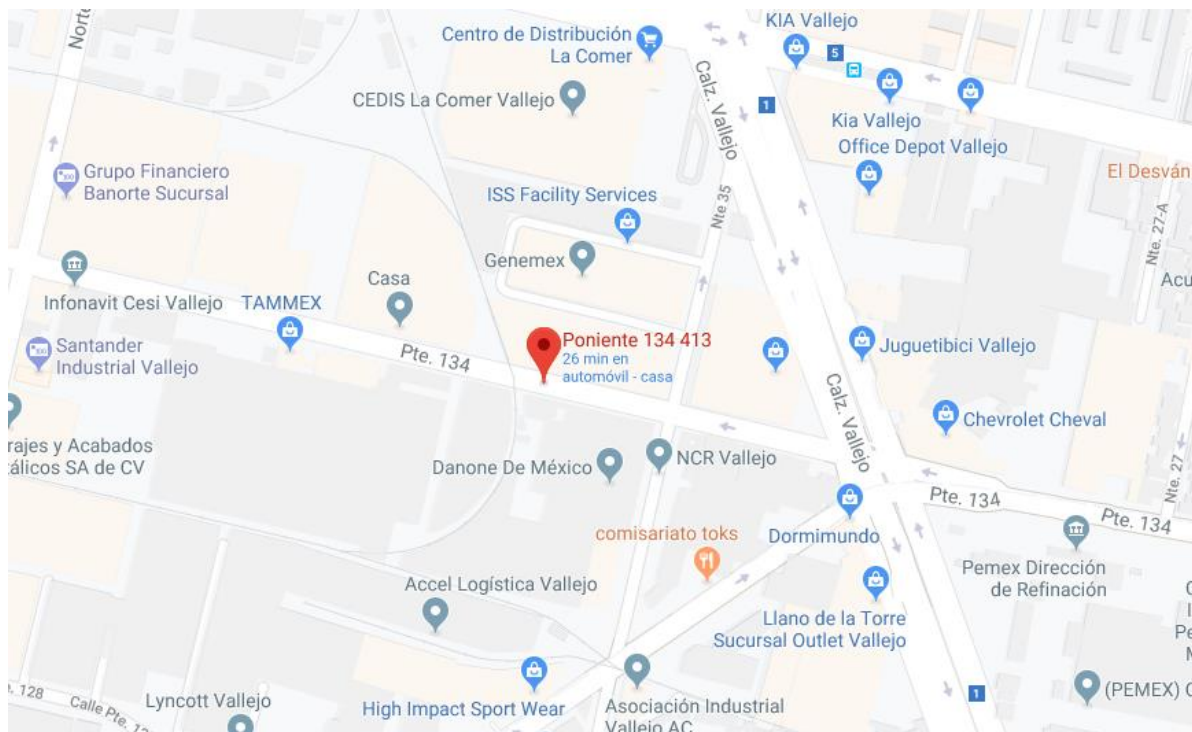 Norte
Centro de Distribución
La Comer
CEDIS La Comer Vallejo
Calz. Vallejo
KIA Vallejo
5
1
Kia Vallejo
Office Depot Vallejo
El Desván
Grupo Financiero
Banorte Sucursal
ISS Facility Services
Nte 35
Nte. 27-A
Genemex
Acu
Infonavit Cesi Vallejo
Casa
TAMMEX
Santander
Industrial Vallejo
Pte. 134
Poniente 134 413
26 min en
automóvil - casa
Juguetibici Vallejo
Calz. Vallejo
Chevrolet Cheval
rajes y Acabados
tálicos SA de CV
Danone De México
NCR Vallejo
Nte. 27
Pte. 134
Pte. 134
comisariato toks
Dormimundo
Pemex Dirección
de Refinación
Accel Logística Vallejo
Llano de la Torre
Sucursal Outlet Vallejo
e. 128
Calle Pte. 1
Lyncott Vallejo
High Impact Sport Wear
Asociación Industrial
Vallejo AC
1
(PEMEX) C